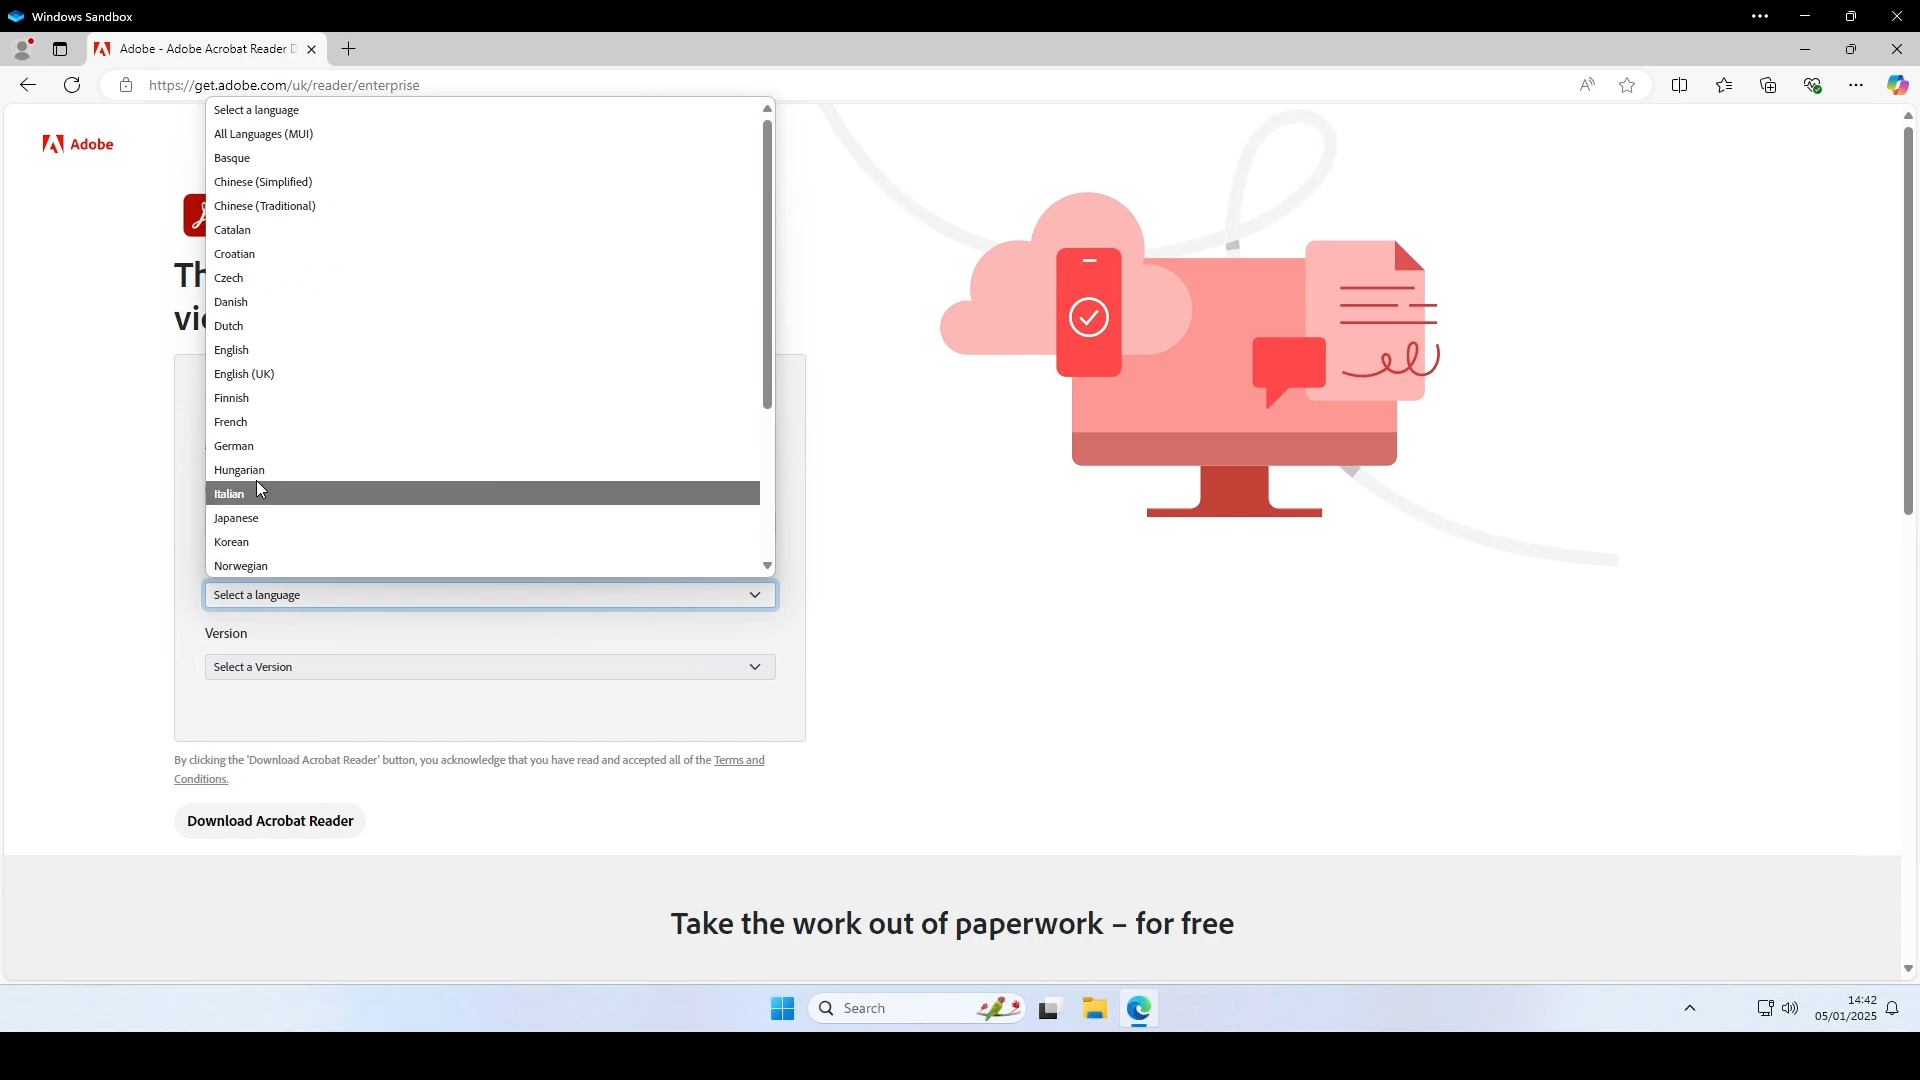 Windows Sandbox
Adobe - Adobe Acrobat Reader D
https://get.adobe.com/uk/reader/enterprise
Adobe
Select a language
All Languages (MUI)
Basque
Chinese (Simplified)
Chinese (Traditional)
Catalan
Croatian
Czech
Danish
Dutch
English
English (UK)
Finnish
French
German
Hungarian
Italian
Japanese
Korean
Norwegian
Select a language
Version
Select a Version
By clicking the 'Download Acrobat Reader' button, you acknowledge that you have read and accepted all of the Terms and
Conditions.
Download Acrobat Reader
Take the work out of paperwork – for free
Search
14:42
05/01/2025